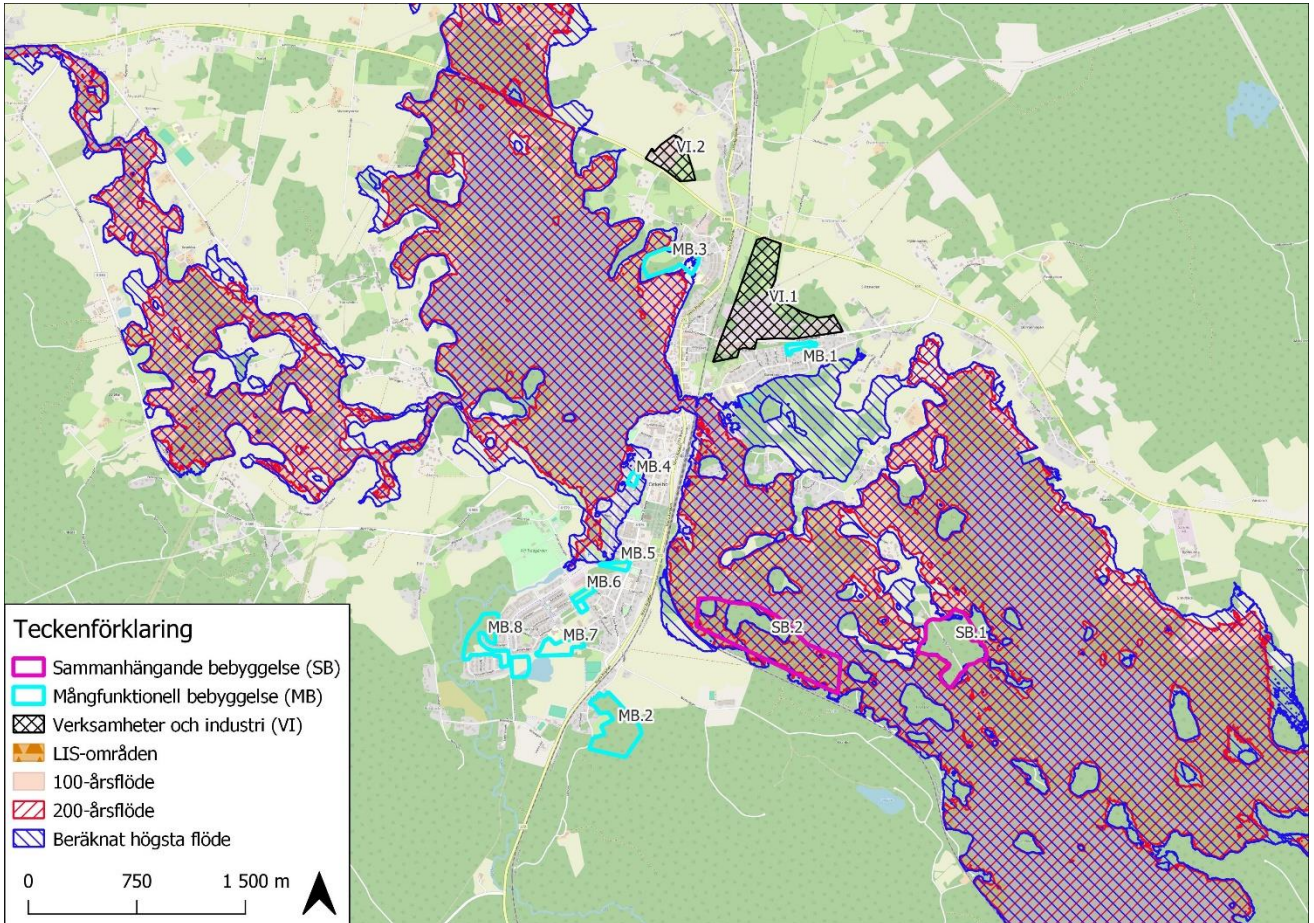 VI.2
MB.3
VI.1
MB.1
MB.4
MB.5
MB.6
MB.8
MB.7
SB.2
SB.1
MB.2
Teckenförklaring
Sammanhängande bebyggelse (SB)
Mångfunktionell bebyggelse (MB)
Verksamheter och industri (VI)
LIS-områden
100-årsflöde
200-årsflöde
Beräknat högsta flöde
0 750 1 500 m